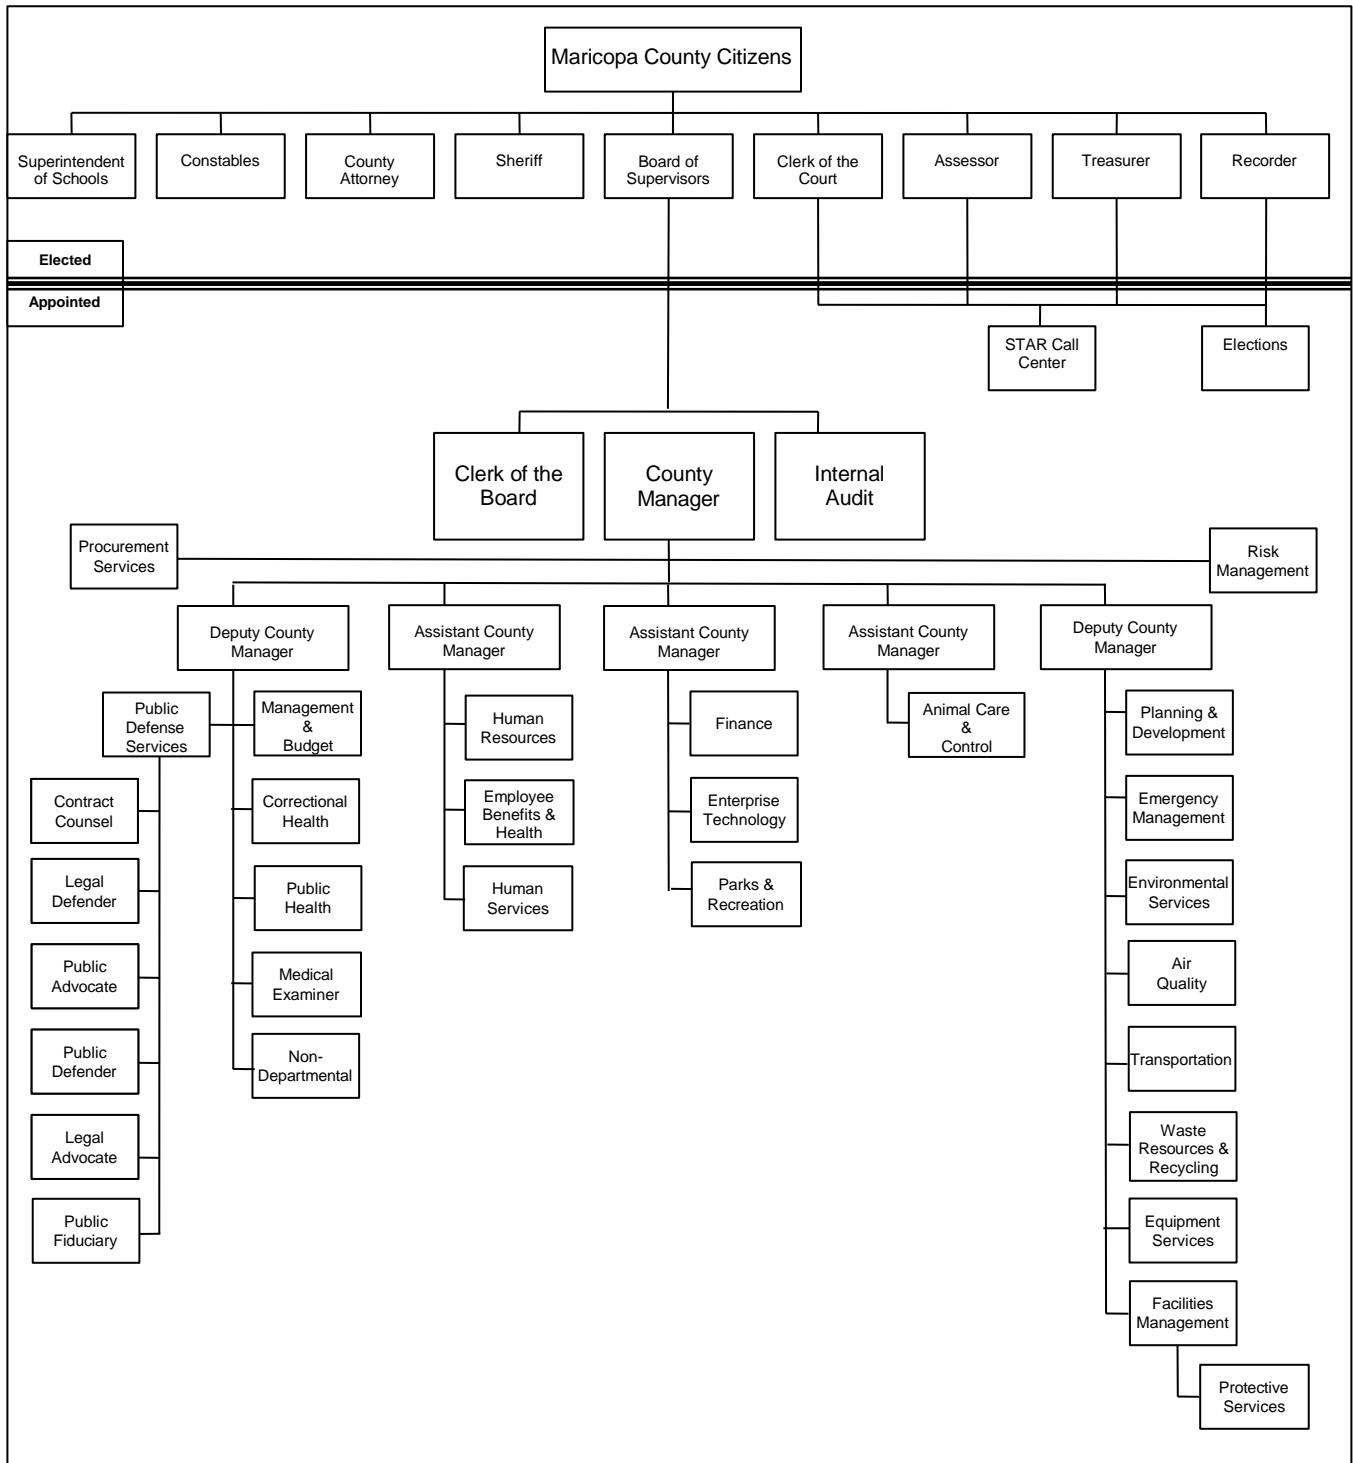 Maricopa County Citizens
Superintendent
of Schools
Constables
County
Attorney
Sheriff
Board of
Supervisors
Clerk of the
Court
Assessor
Treasurer
Recorder
Elected
Appointed
STAR Call
Center
Elections
Clerk of the
Board
County
Manager
Internal
Audit
Procurement
Services
Risk
Management
Deputy County
Manager
Assistant County
Manager
Assistant County
Manager
Assistant County
Manager
Deputy County
Manager
Public
Defense
Services
Management
&
Budget
Contract
Counsel
Legal
Defender
Public
Advocate
Public
Defender
Legal
Advocate
Public
Fiduciary
Correctional
Health
Public
Health
Medical
Examiner
Non-
Departmental
Human
Resources
Employee
Benefits &
Health
Human
Services
Finance
Enterprise
Technology
Parks &
Recreation
Animal Care
&
Control
Planning &
Development
Emergency
Management
Environmental
Services
Air
Quality
Transportation
Waste
Resources &
Recycling
Equipment
Services
Facilities
Management
Protective
Services